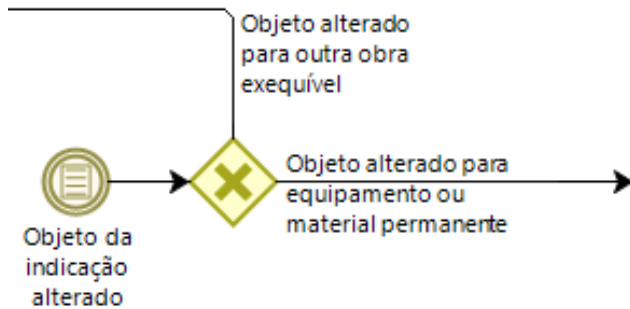 Objeto alterado
para outra obra
exequível
Objeto alterado para
equipamento ou
material permanente
Objeto da
indicação
alterado